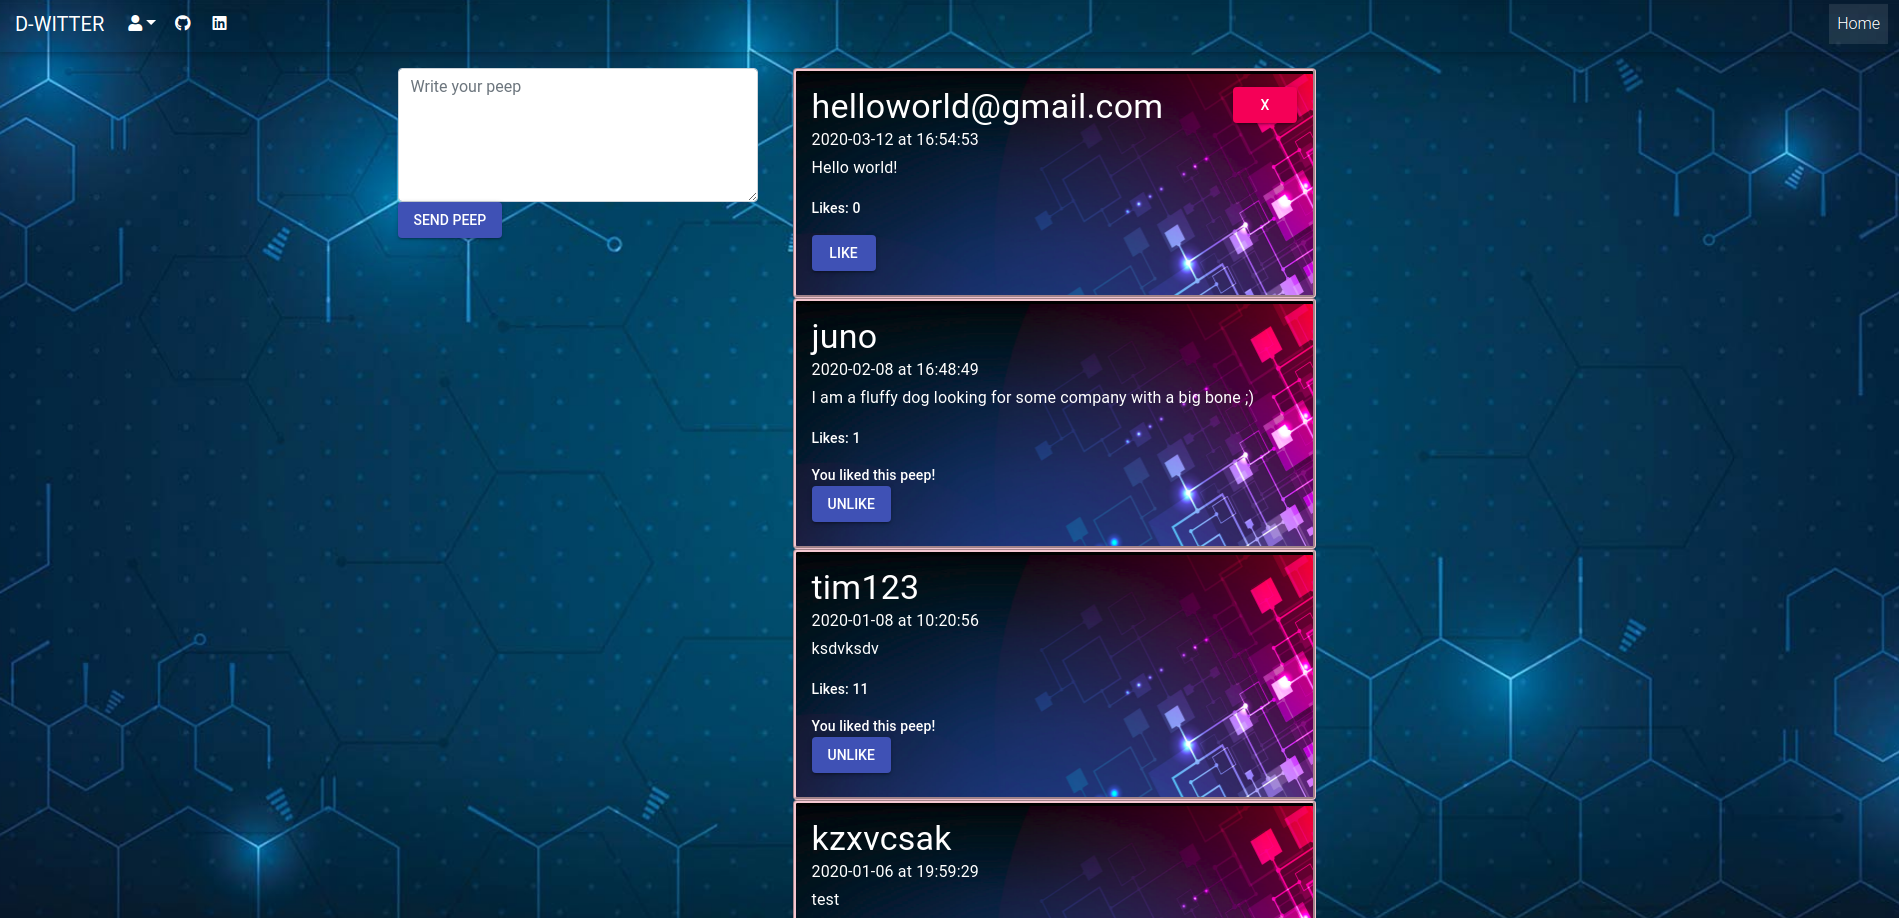 D-WITTER
Home
Write your peep
SEND PEEP
helloworld@gmail.com
X
2020-03-12 at 16:54:53
Hello world!
Likes: 0
LIKE
juno
2020-02-08 at 16:48:49
I am a fluffy dog looking for some company with a big bone ;)
Likes: 1
You liked this peep!
UNLIKE
tim123
2020-01-08 at 10:20:56
ksdvksdv
Likes: 11
You liked this peep!
UNLIKE
kzxvcsak
2020-01-06 at 19:59:29
test